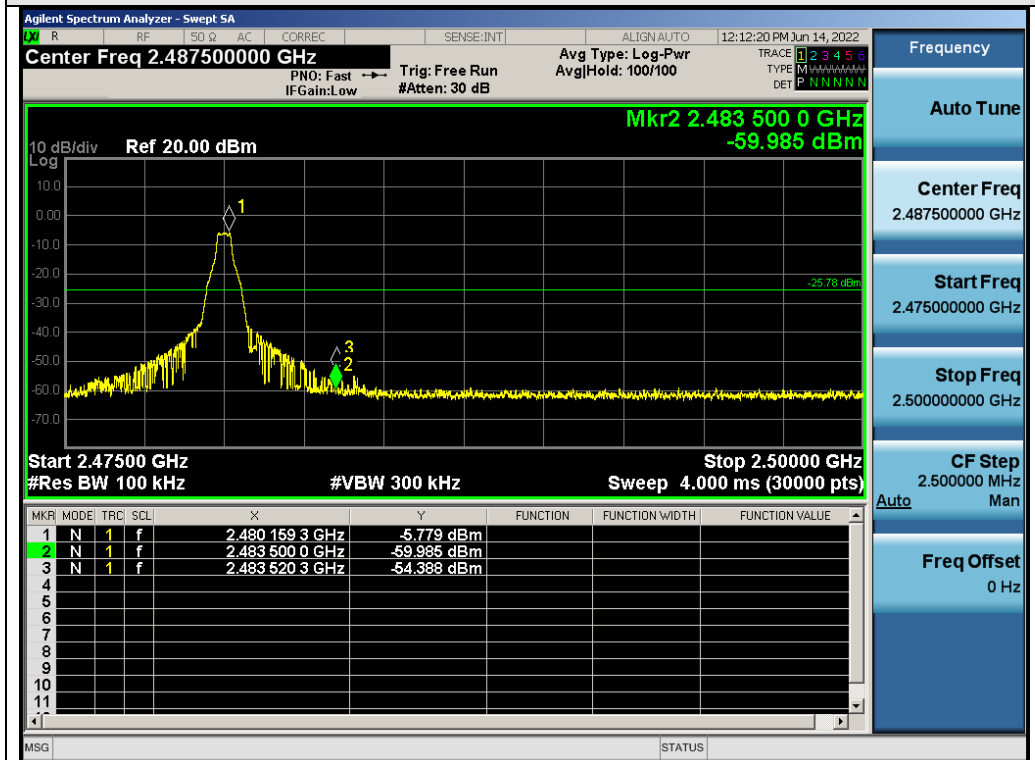 Agilent Spectrum Analyzer - Swept SA
LXI R RF 50 Ω AC CORREC SENSE:INT ALIGN AUTO 12:12:20 PM Jun 14, 2022
Center Freq 2.487500000 GHz
PNO: Fast
IFGain:Low
Trig: Free Run
#Atten: 30 dB
Avg Type: Log-Pwr
Avg|Hold: 100/100
TRACE 1 2 3 4 5 6
TYPE M
DET P N N N N N
Mkr2 2.483 500 0 GHz
-59.985 dBm
10 dB/div Ref 20.00 dBm
Log
10.0
0.00
-10.0
-20.0
-30.0
-40.0
-50.0
-60.0
-70.0
1
3
2
-25.78 dBm
Start 2.47500 GHz Stop 2.50000 GHz
#Res BW 100 kHz #VBW 300 kHz Sweep 4.000 ms (30000 pts)
MKR MODE TRC SCL X Y FUNCTION FUNCTION WIDTH FUNCTION VALUE
1 N 1 f 2.480 159 3 GHz -5.779 dBm
2 N 1 f 2.483 500 0 GHz -59.985 dBm
3 N 1 f 2.483 520 3 GHz -54.388 dBm
4
5
6
7
8
9
10
11
MSG STATUS
Frequency
Auto Tune
Center Freq
2.487500000 GHz
Start Freq
2.475000000 GHz
Stop Freq
2.500000000 GHz
CF Step
2.500000 MHz
Auto Man
Freq Offset
0 Hz